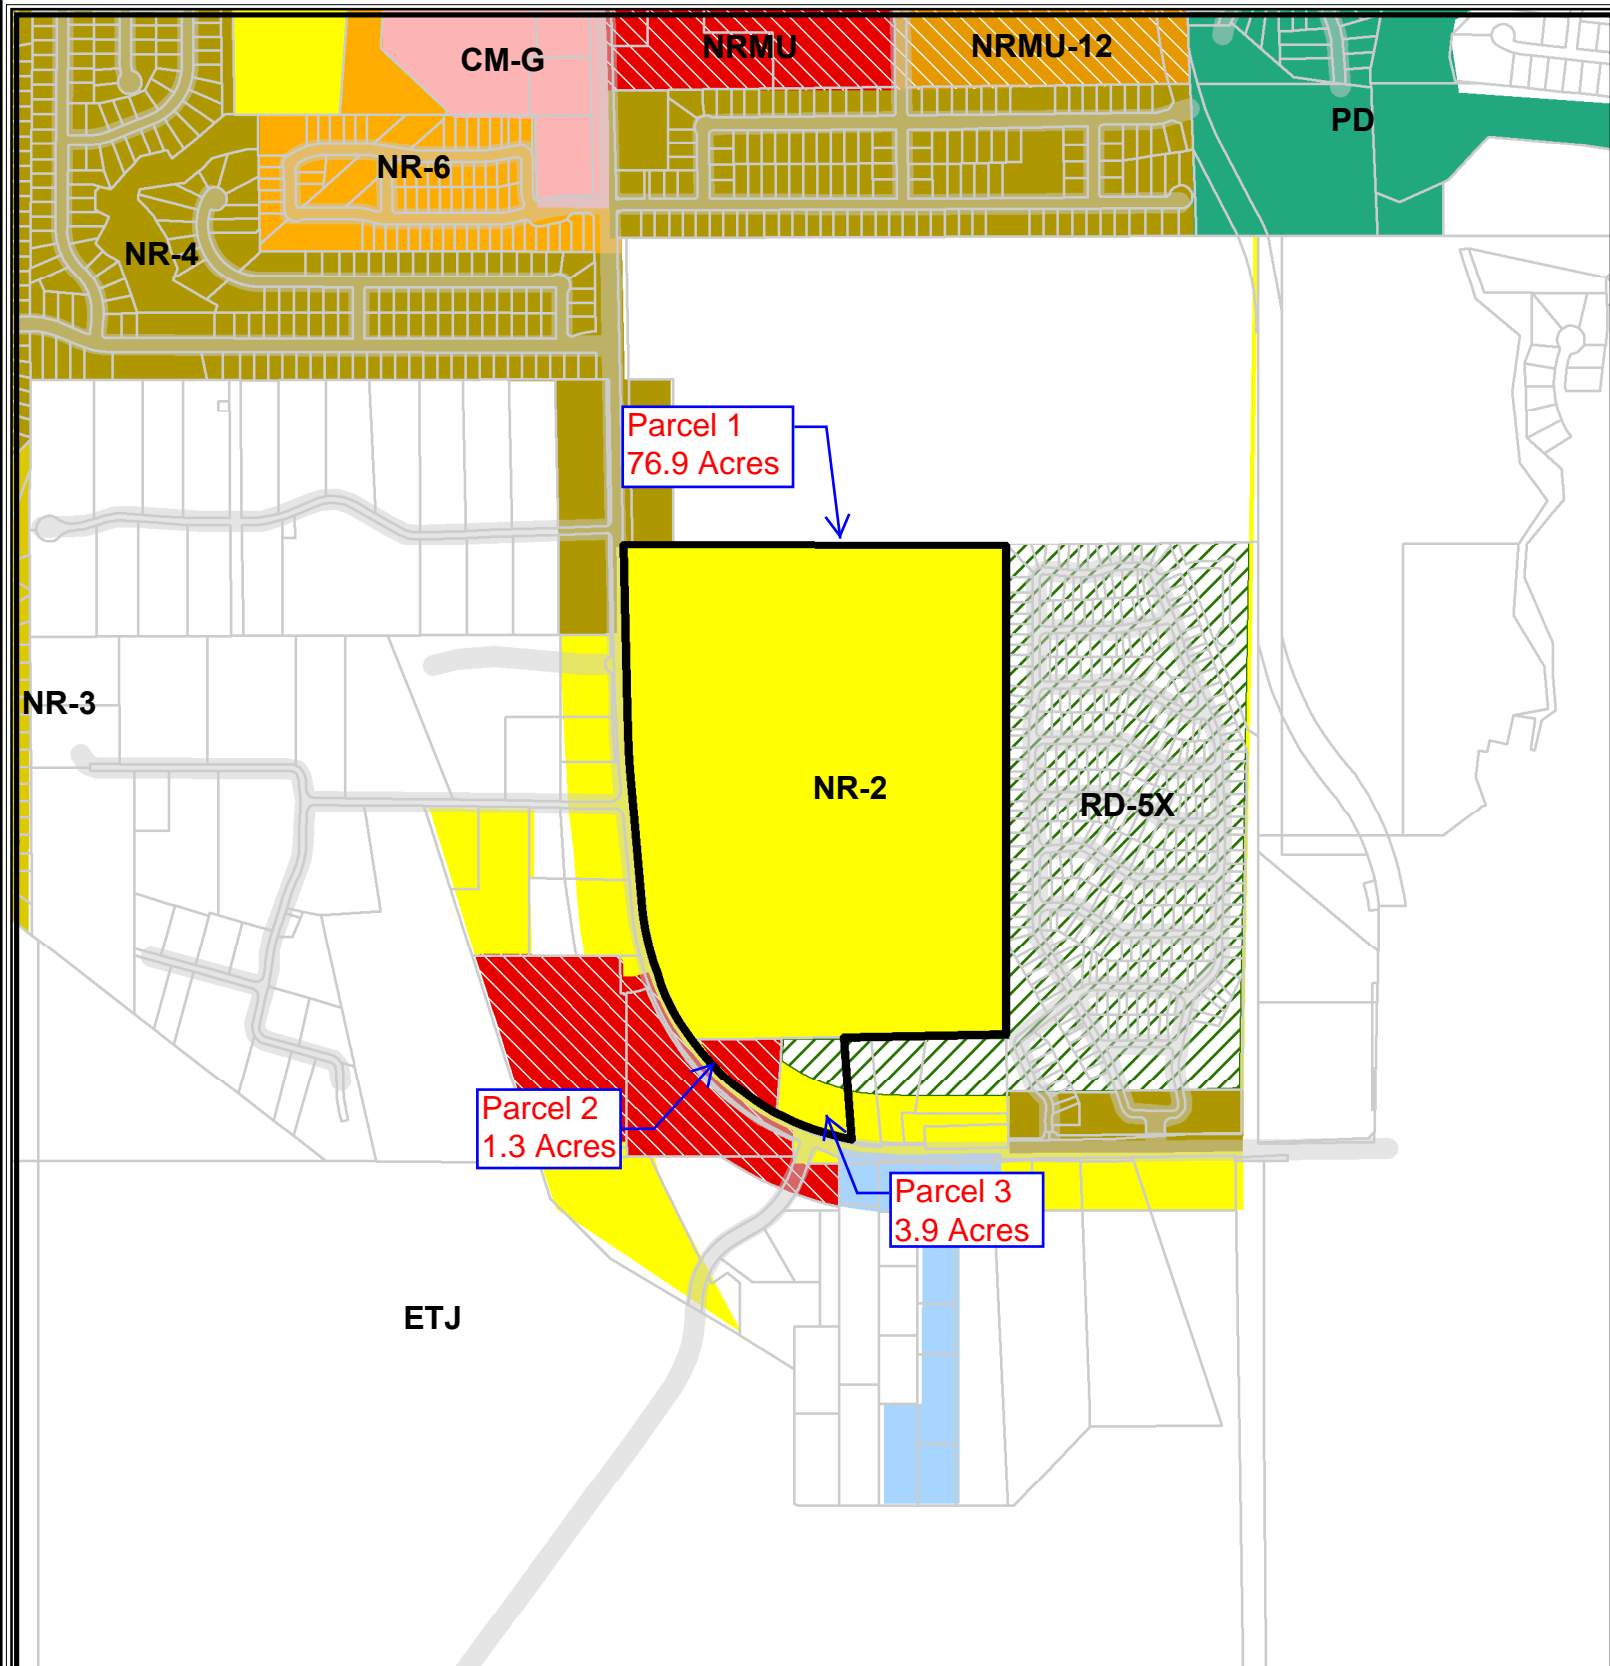 CM-G
NRMU
NRMU-12
PD
NR-6
NR-4
Parcel 1
76.9 Acres
NR-3
NR-2
RD-5X
Parcel 2
1.3 Acres
Parcel 3
3.9 Acres
ETJ